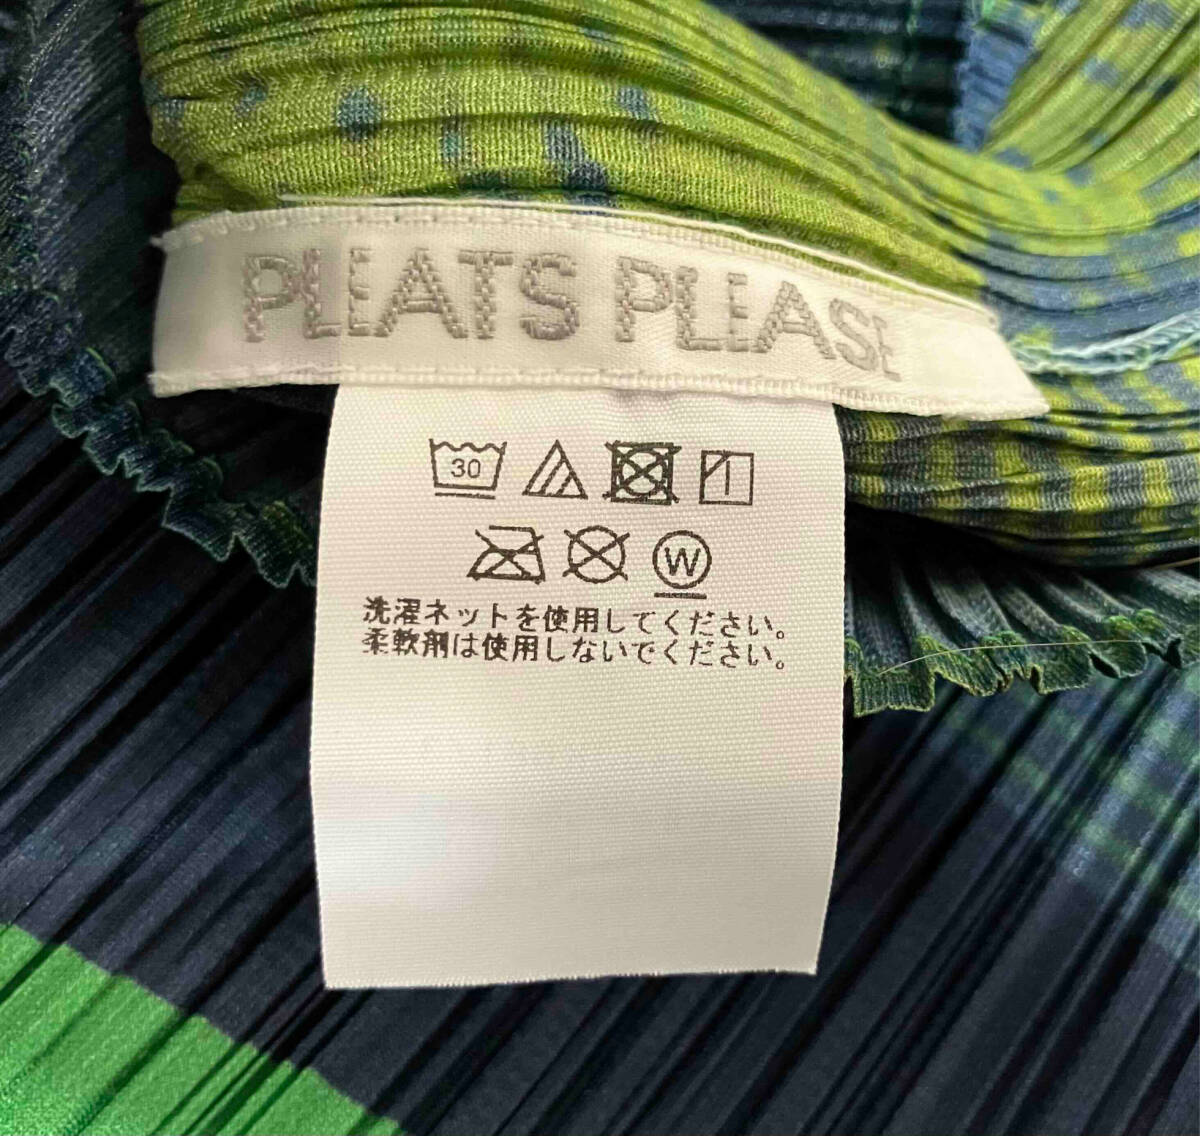 PLEATS PLEASE
30
W
洗濯ネットを使用してください。
柔軟剤は使用しないでください。